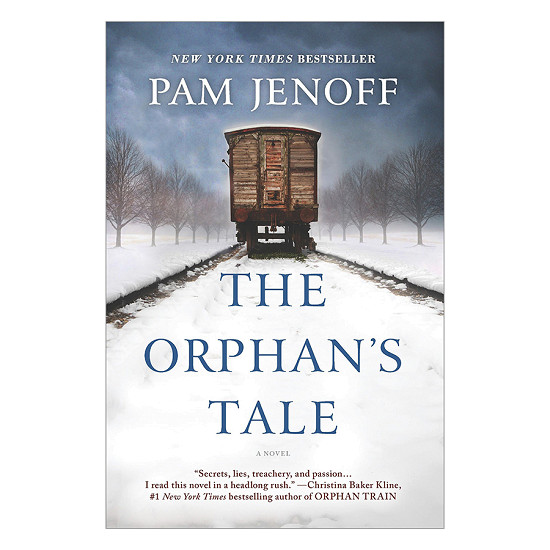 NEW YORK TIMES BESTSELLER
PAM JENOFF
THE
ORPHAN'S
TALE
A NOVEL
“Secrets, lies, treachery, and passion…
I read this novel in a headlong rush.” —Christina Baker Kline,
#1 New York Times bestselling author of ORPHAN TRAIN